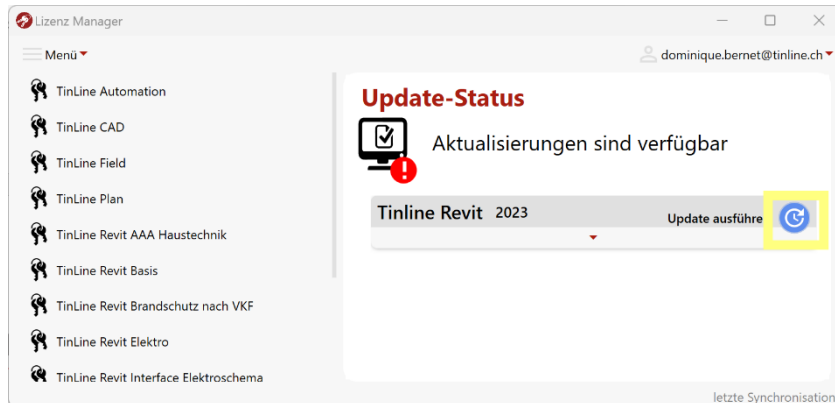 Lizenz Manager
Menü
dominique.bernet@tinline.ch
TinLine Automation
TinLine CAD
TinLine Field
TinLine Plan
TinLine Revit AAA Haustechnik
TinLine Revit Basis
TinLine Revit Brandschutz nach VKF
TinLine Revit Elektro
TinLine Revit Interface Elektroschema
Update-Status
Aktualisierungen sind verfügbar
Tinline Revit 2023
Update ausführe
letzte Synchronisation